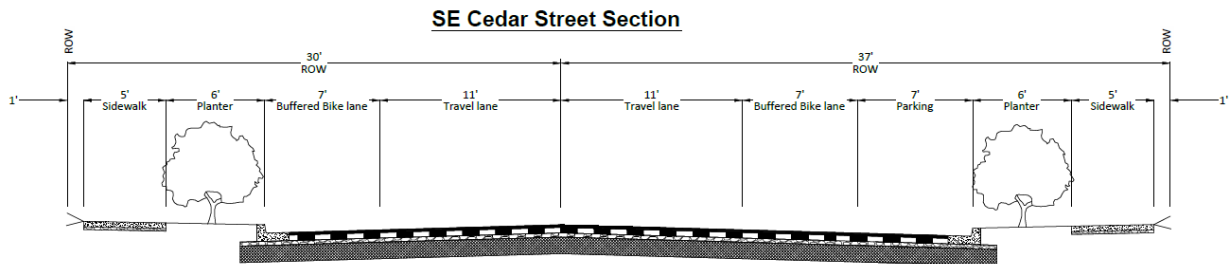 SE Cedar Street Section
ROW
ROW
30'
ROW
37'
ROW
1'
5'
Sidewalk
6'
Planter
7'
Buffered Bike lane
11'
Travel lane
11'
Travel lane
7'
Buffered Bike lane
7'
Parking
6'
Planter
5'
Sidewalk
1'